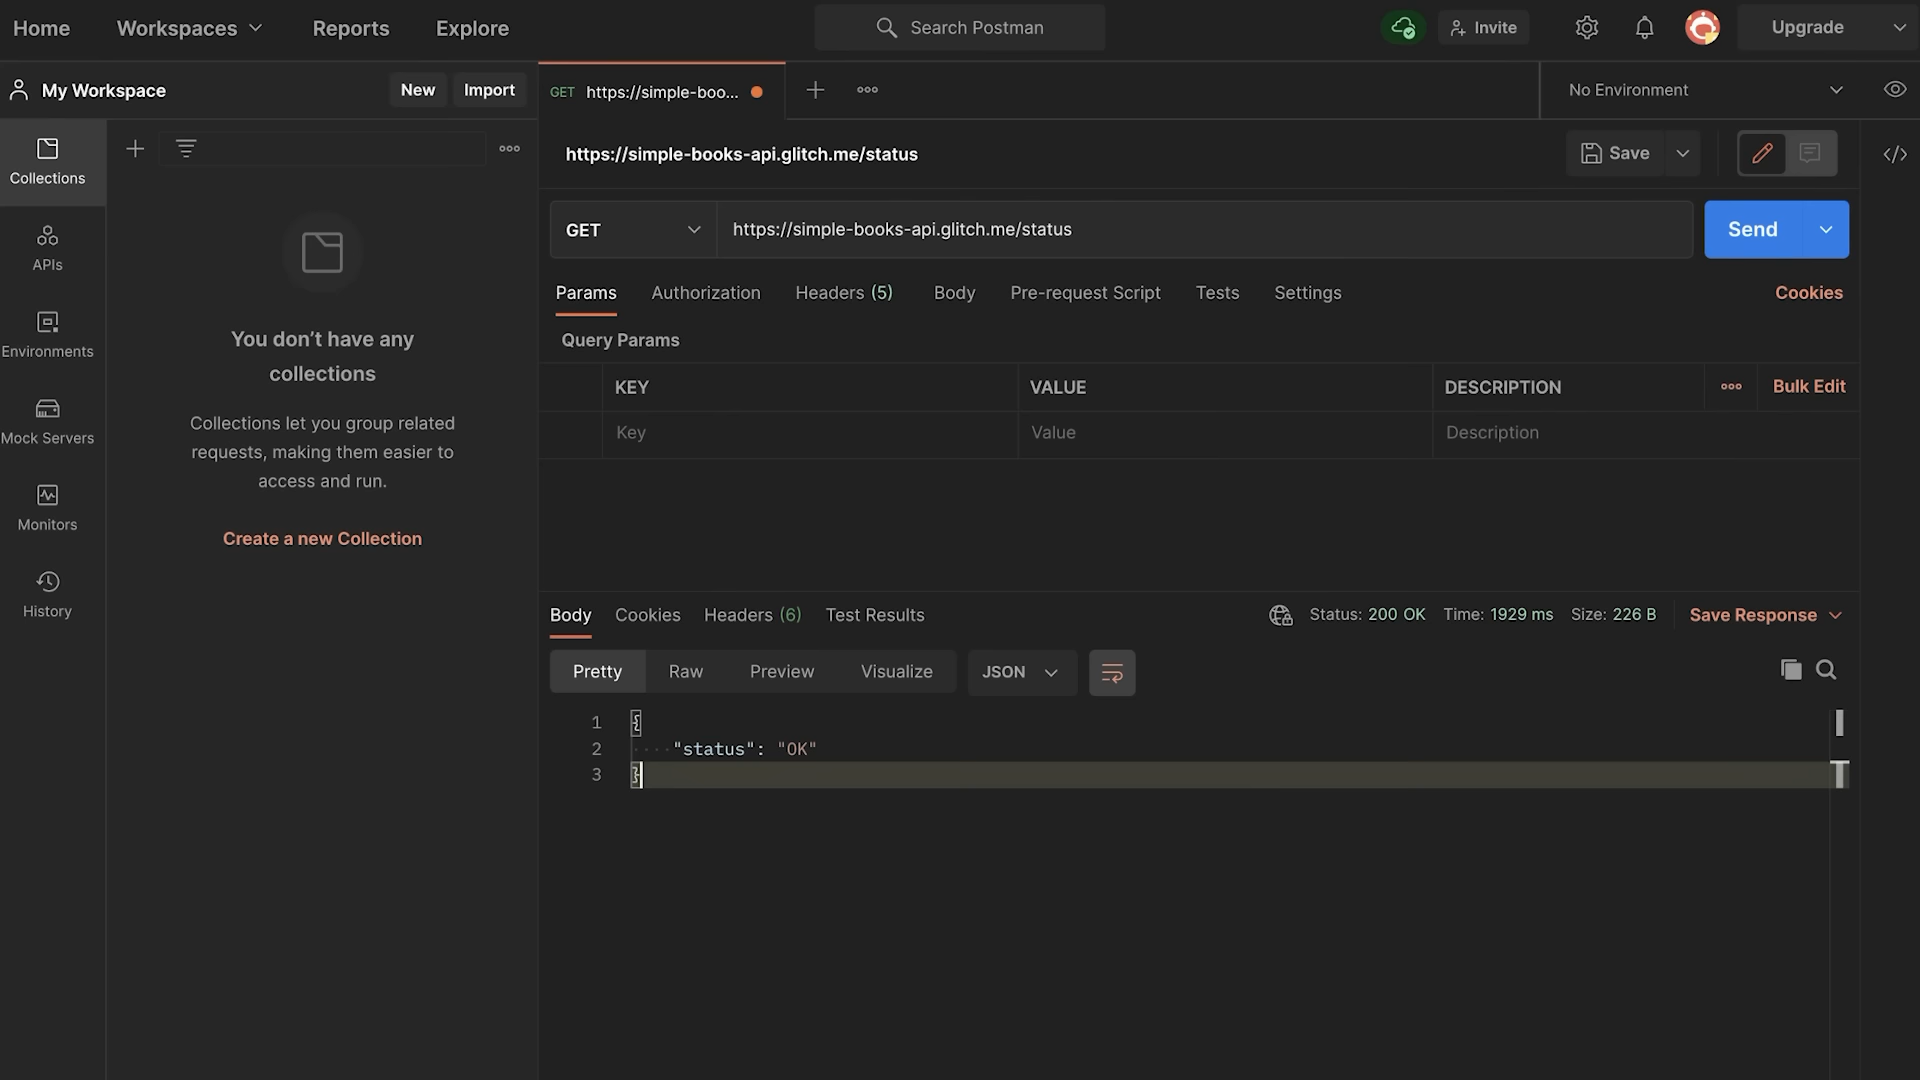 Home Workspaces Reports Explore Search Postman Invite Upgrade
My Workspace New Import GET https://simple-boo... No Environment
Collections
APIs
Environments
Mock Servers
Monitors
History
You don’t have any
collections
Collections let you group related
requests, making them easier to
access and run.
Create a new Collection
https://simple-books-api.glitch.me/status Save
GET https://simple-books-api.glitch.me/status Send
Params Authorization Headers (5) Body Pre-request Script Tests Settings Cookies
Query Params
KEY VALUE DESCRIPTION Bulk Edit
Key Value Description
Body Cookies Headers (6) Test Results Status: 200 OK Time: 1929 ms Size: 226 B Save Response
Pretty Raw Preview Visualize JSON
1 {
2 "status": "OK"
3 }